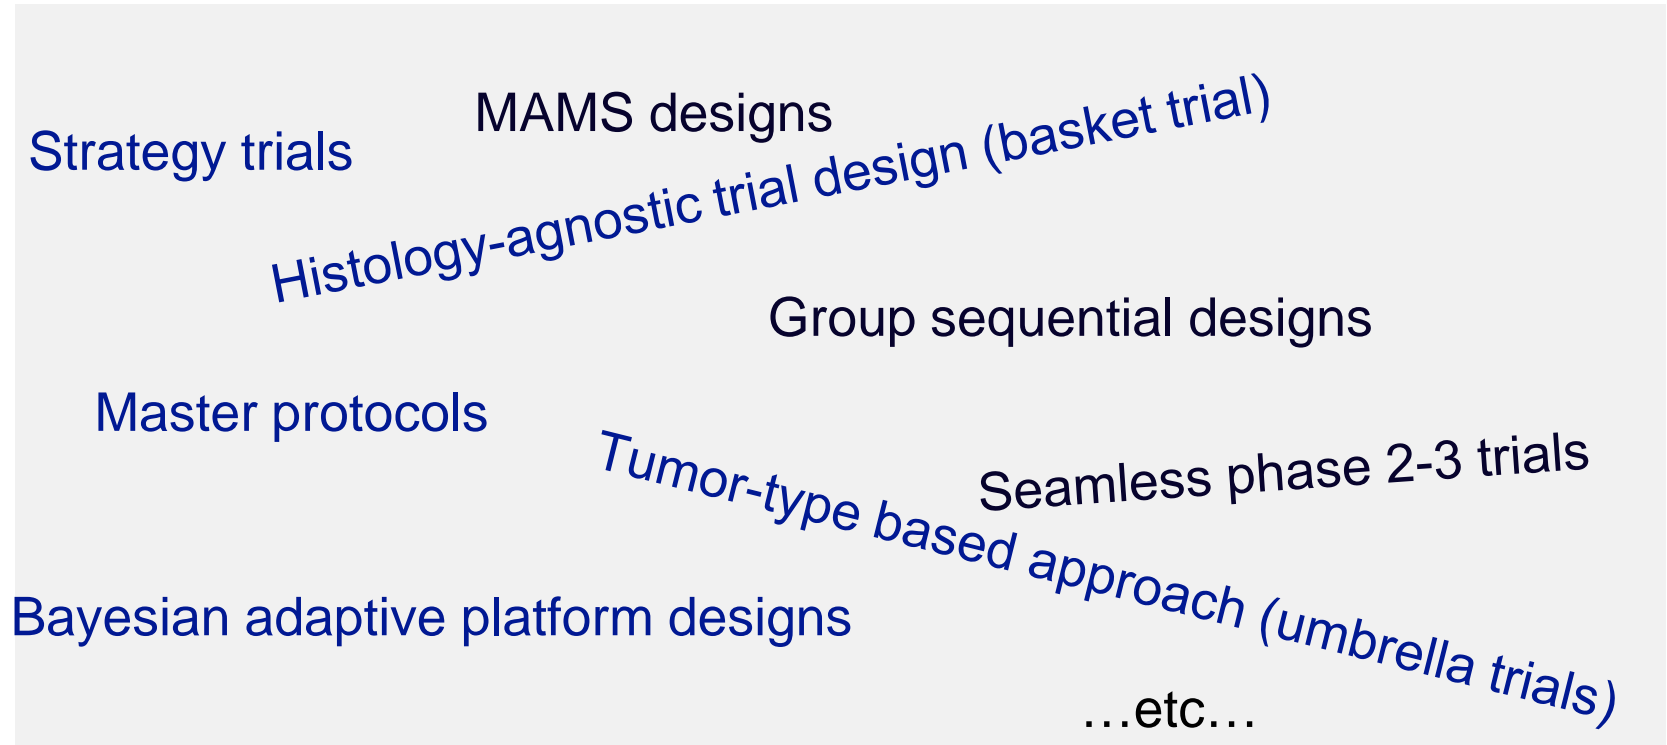 MAMS designs
Strategy trials
Histology-agnostic trial design (basket trial)
Group sequential designs
Master protocols
Seamless phase 2-3 trials
Tumor-type based approach (umbrella trials)
Bayesian adaptive platform designs
…etc…